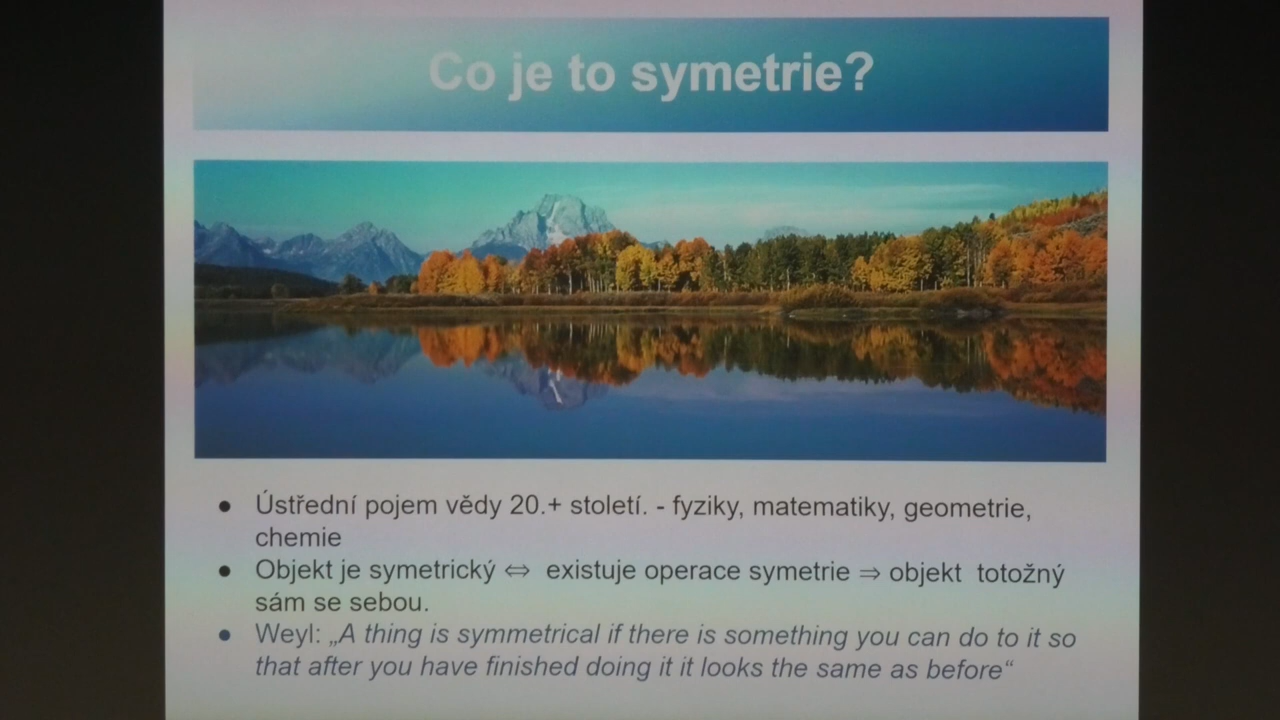 Co je to symetrie?
● Ústřední pojem vědy 20.+ století. - fyziky, matematiky, geometrie,
chemie
● Objekt je symetrický ⇔ existuje operace symetrie ⇒ objekt totožný
sám se sebou.
● Weyl: „A thing is symmetrical if there is something you can do to it so
that after you have finished doing it it looks the same as before“